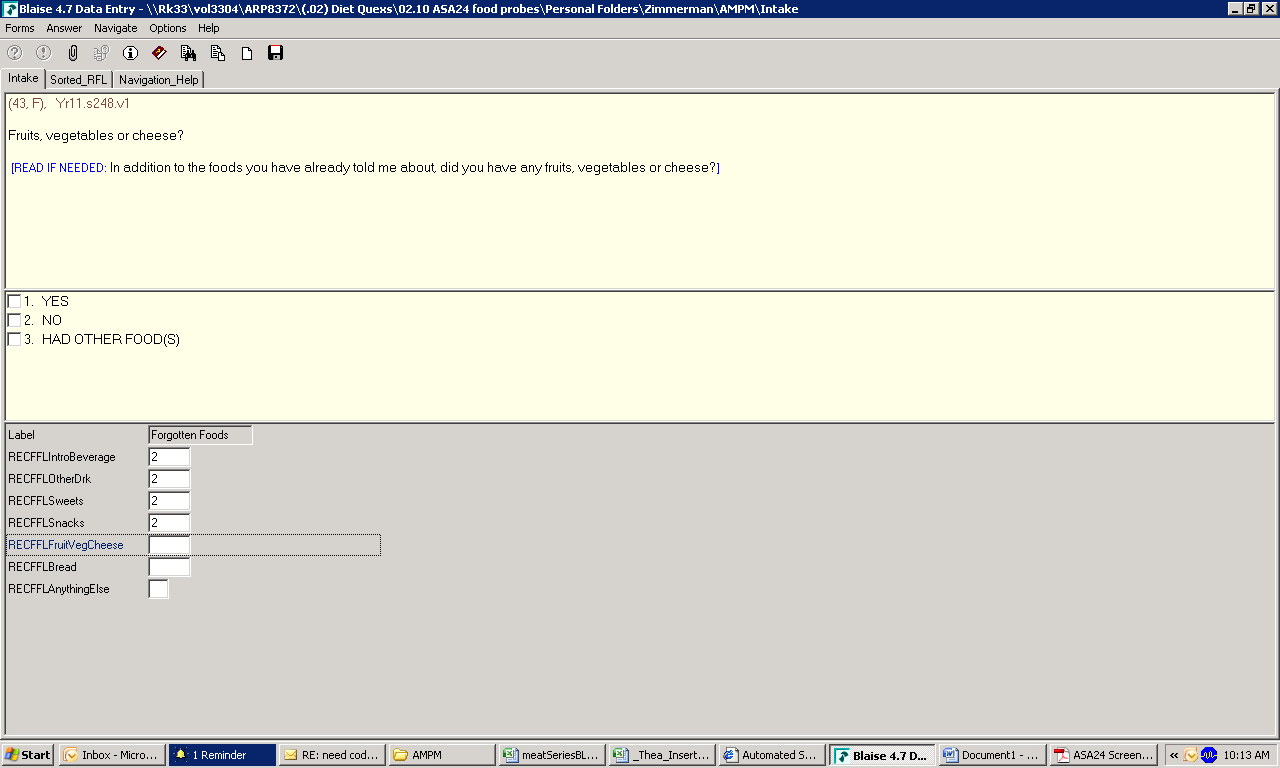 Blaise 4.7 Data Entry - \\Rk33\vol3304\ARP8372\(.02) Diet Quexs\02.10 ASA24 food probes\Personal Folders\Zimmerman\AMPM\Intake
Forms Answer Navigate Options Help
Intake Sorted_RFL Navigation_Help
(43, F), Yr11.s248.v1
Fruits, vegetables or cheese?
[READ IF NEEDED: In addition to the foods you have already told me about, did you have any fruits, vegetables or cheese?]
1. YES
2. NO
3. HAD OTHER FOOD(S)
Label Forgotten Foods
RECFFLIntroBeverage 2
RECFFLOtherDrk 2
RECFFLSweets 2
RECFFLSnacks 2
RECFFLFruitVegCheese
RECFFLBread
RECFFLAnythingElse
Start Inbox - Micro... 1 Reminder RE: need cod... AMPM meatSeriesBL... _Thea_Insert... Automated S... Blaise 4.7 D... Document1 - ... ASA24 Screen... « 10:13 AM